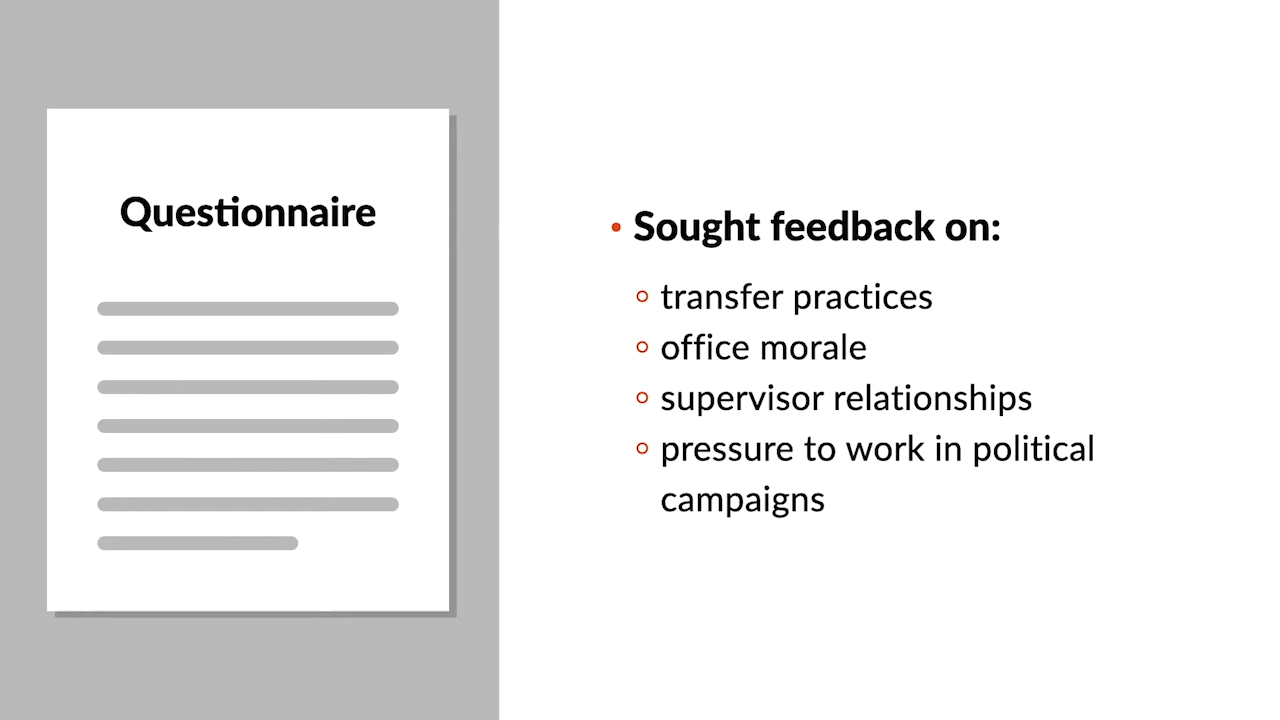 Questionnaire
• Sought feedback on:
○ transfer practices
○ office morale
○ supervisor relationships
○ pressure to work in political
campaigns